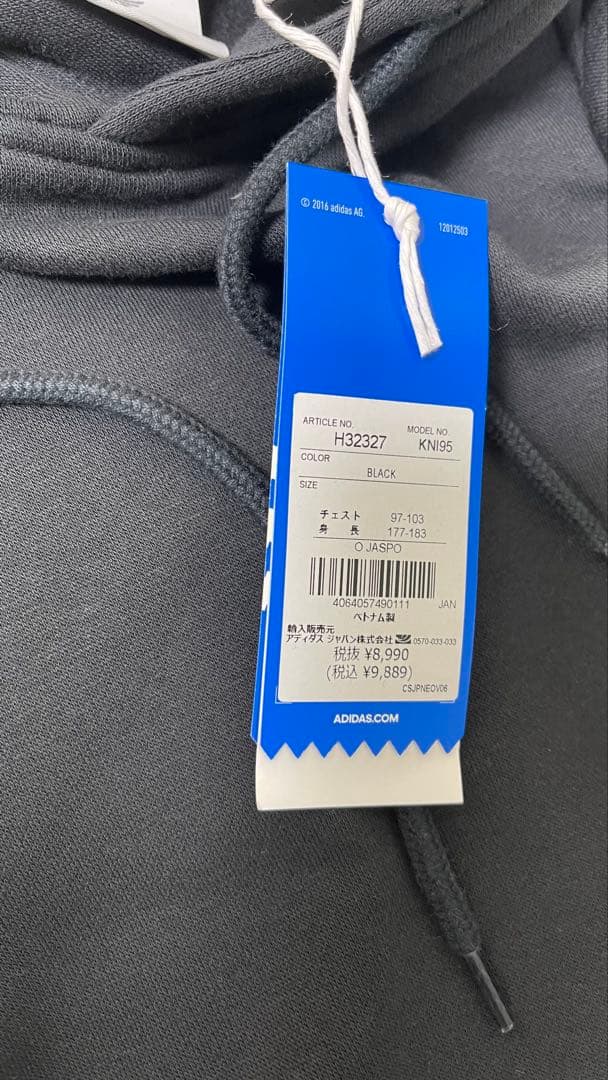 © 2016 adidas AG.
12012503
ARTICLE NO. MODEL NO.
H32327 KNI95
COLOR
BLACK
SIZE
チェスト 97-103
身 長 177-183
O JASPO
4064057490111 JAN
ベトナム製
輸入販売元
アディダス ジャパン株式会社 0570-033-033
税抜 ¥8,990
(税込 ¥9,889)
CSJPNEOV06
ADIDAS.COM